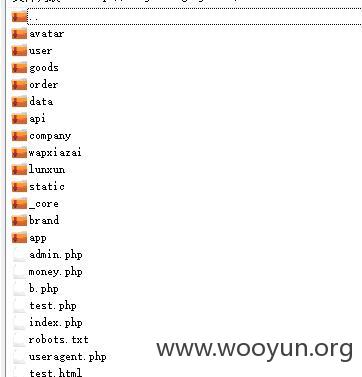 ..
avatar
user
goods
order
data
api
company
wapxiazai
lunxun
static
_core
brand
app
admin.php
money.php
b.php
test.php
index.php
robots.txt
useragent.php
test.html
www.wooyun.org